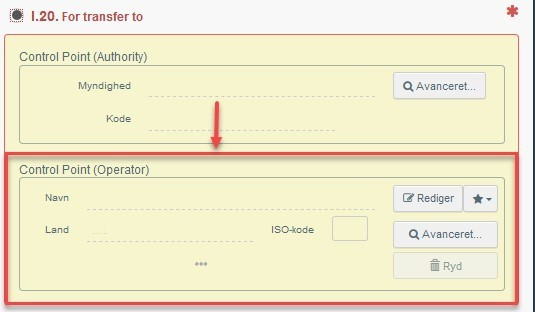 I.20. For transfer to *
Control Point (Authority)
Myndighed Avanceret...
Kode
Control Point (Operator)
Navn Rediger
Land ISO-kode Avanceret...
•••
Ryd